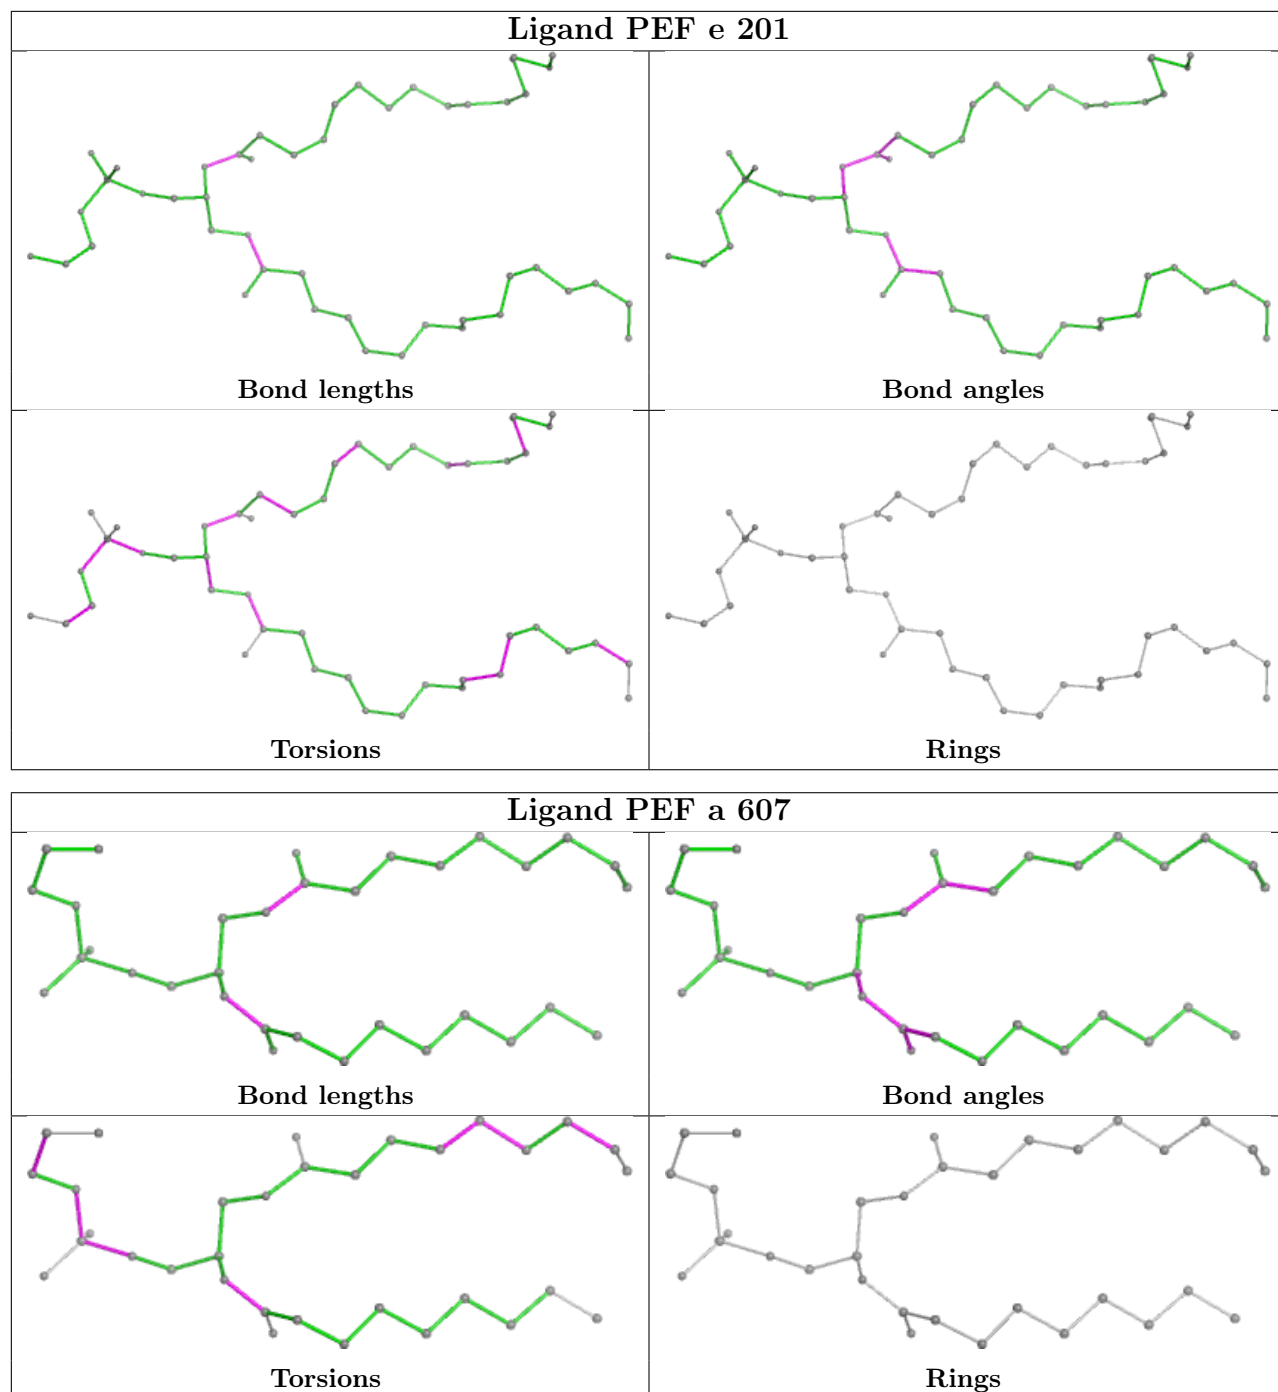 Ligand PEF e 201
Bond lengths
Bond angles
Torsions
Rings
Ligand PEF a 607
Bond lengths
Bond angles
Torsions
Rings